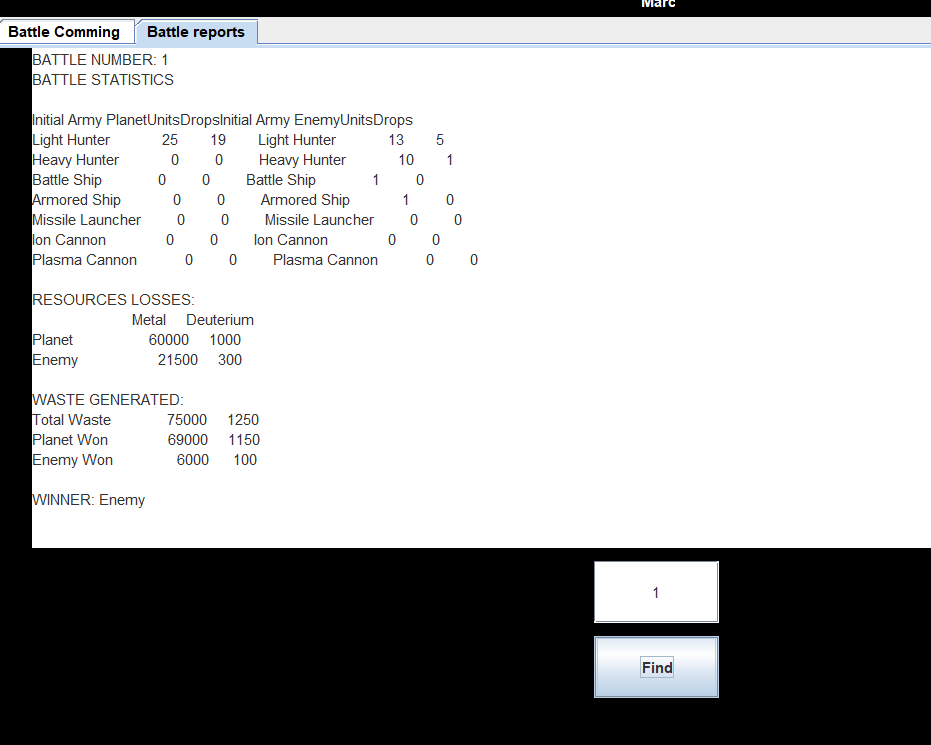 Marc
Battle Comming Battle reports
BATTLE NUMBER: 1
BATTLE STATISTICS
Initial Army PlanetUnitsDropsInitial Army EnemyUnitsDrops
Light Hunter 25 19 Light Hunter 13 5
Heavy Hunter 0 0 Heavy Hunter 10 1
Battle Ship 0 0 Battle Ship 1 0
Armored Ship 0 0 Armored Ship 1 0
Missile Launcher 0 0 Missile Launcher 0 0
Ion Cannon 0 0 Ion Cannon 0 0
Plasma Cannon 0 0 Plasma Cannon 0 0
RESOURCES LOSSES:
Metal Deuterium
Planet 60000 1000
Enemy 21500 300
WASTE GENERATED:
Total Waste 75000 1250
Planet Won 69000 1150
Enemy Won 6000 100
WINNER: Enemy
1
Find